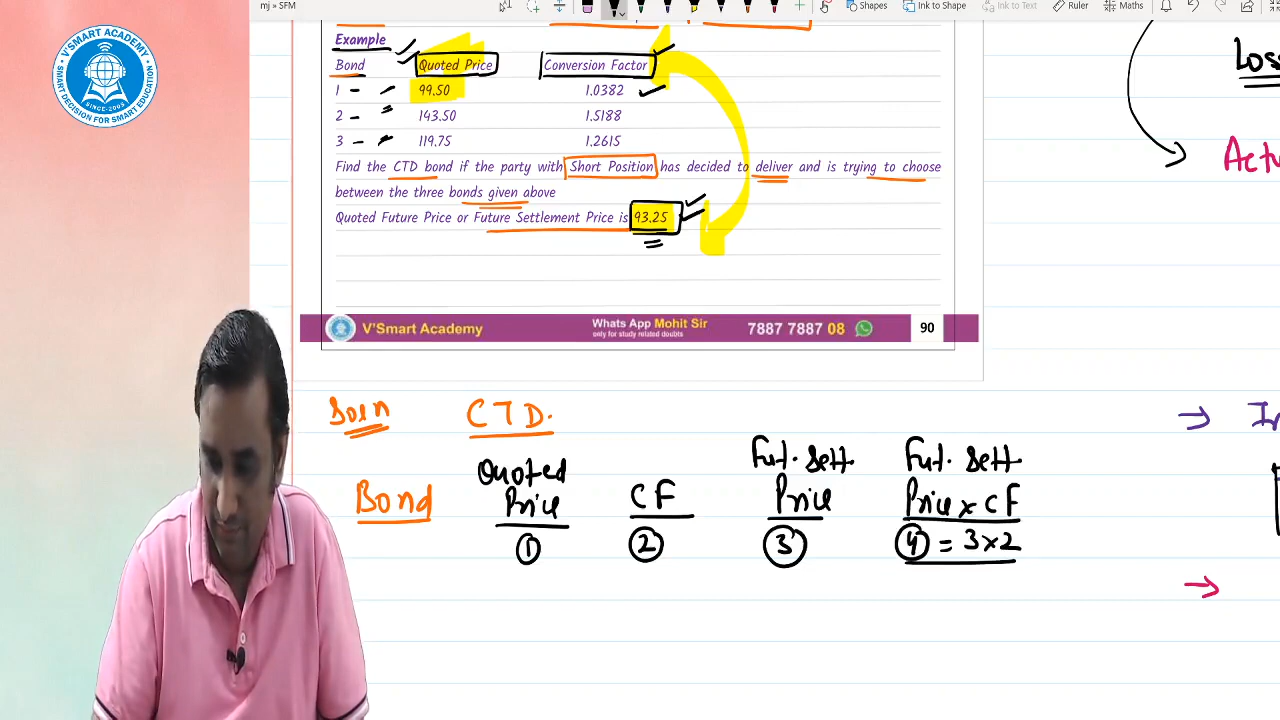 mj » SFM
Shapes
Ink to Shape
Ink to Text
Ruler
Maths
V'SMART ACADEMY
SMART DECISION FOR SMART EDUCATION
SINCE-2005
Example
Bond Quoted Price Conversion Factor
1 - 99.50 1.0382
2 - 143.50 1.5188
3 - 119.75 1.2615
Find the CTD bond if the party with Short Position has decided to deliver and is trying to choose
between the three bonds given above
Quoted Future Price or Future Settlement Price is 93.25
V'Smart Academy
Whats App Mohit Sir
only for study related doubts
7887 7887 08
90
Loss
Soln CTD.
Bond
Quoted Price
CF
Fut. Sett Price
Fut. Sett Price x CF
① ② ③ ④ = 3x2